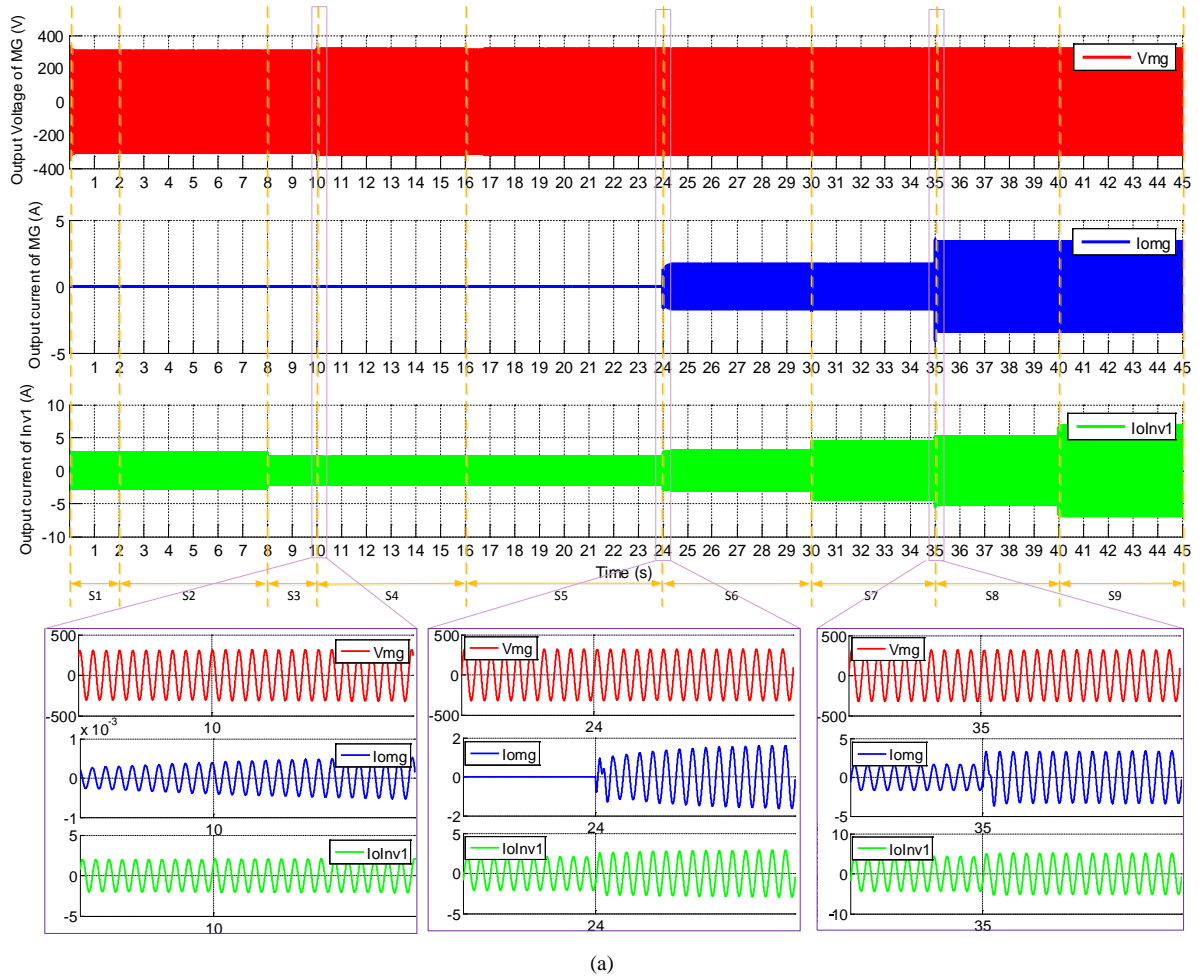 Output Voltage of MG (V)
400
200
0
-200
-400
Vmg
1 2 3 4 5 6 7 8 9 10 11 12 13 14 15 16 17 18 19 20 21 22 23 24 25 26 27 28 29 30 31 32 33 34 35 36 37 38 39 40 41 42 43 44 45
Output current of MG (A)
5
0
-5
Iomg
1 2 3 4 5 6 7 8 9 10 11 12 13 14 15 16 17 18 19 20 21 22 23 24 25 26 27 28 29 30 31 32 33 34 35 36 37 38 39 40 41 42 43 44 45
Output current of Inv1 (A)
10
5
0
-5
-10
IoInv1
1 2 3 4 5 6 7 8 9 10 11 12 13 14 15 16 17 18 19 20 21 22 23 24 25 26 27 28 29 30 31 32 33 34 35 36 37 38 39 40 41 42 43 44 45
Time (s)
S1 S2 S3 S4 S5 S6 S7 S8 S9
500
0
-500
Vmg
10
x 10^-3
1
0
-1
Iomg
10
5
0
-5
IoInv1
10
500
0
-500
Vmg
24
2
0
-2
Iomg
24
5
0
-5
IoInv1
24
500
0
-500
Vmg
35
5
0
-5
Iomg
35
10
0
-10
IoInv1
35
(a)